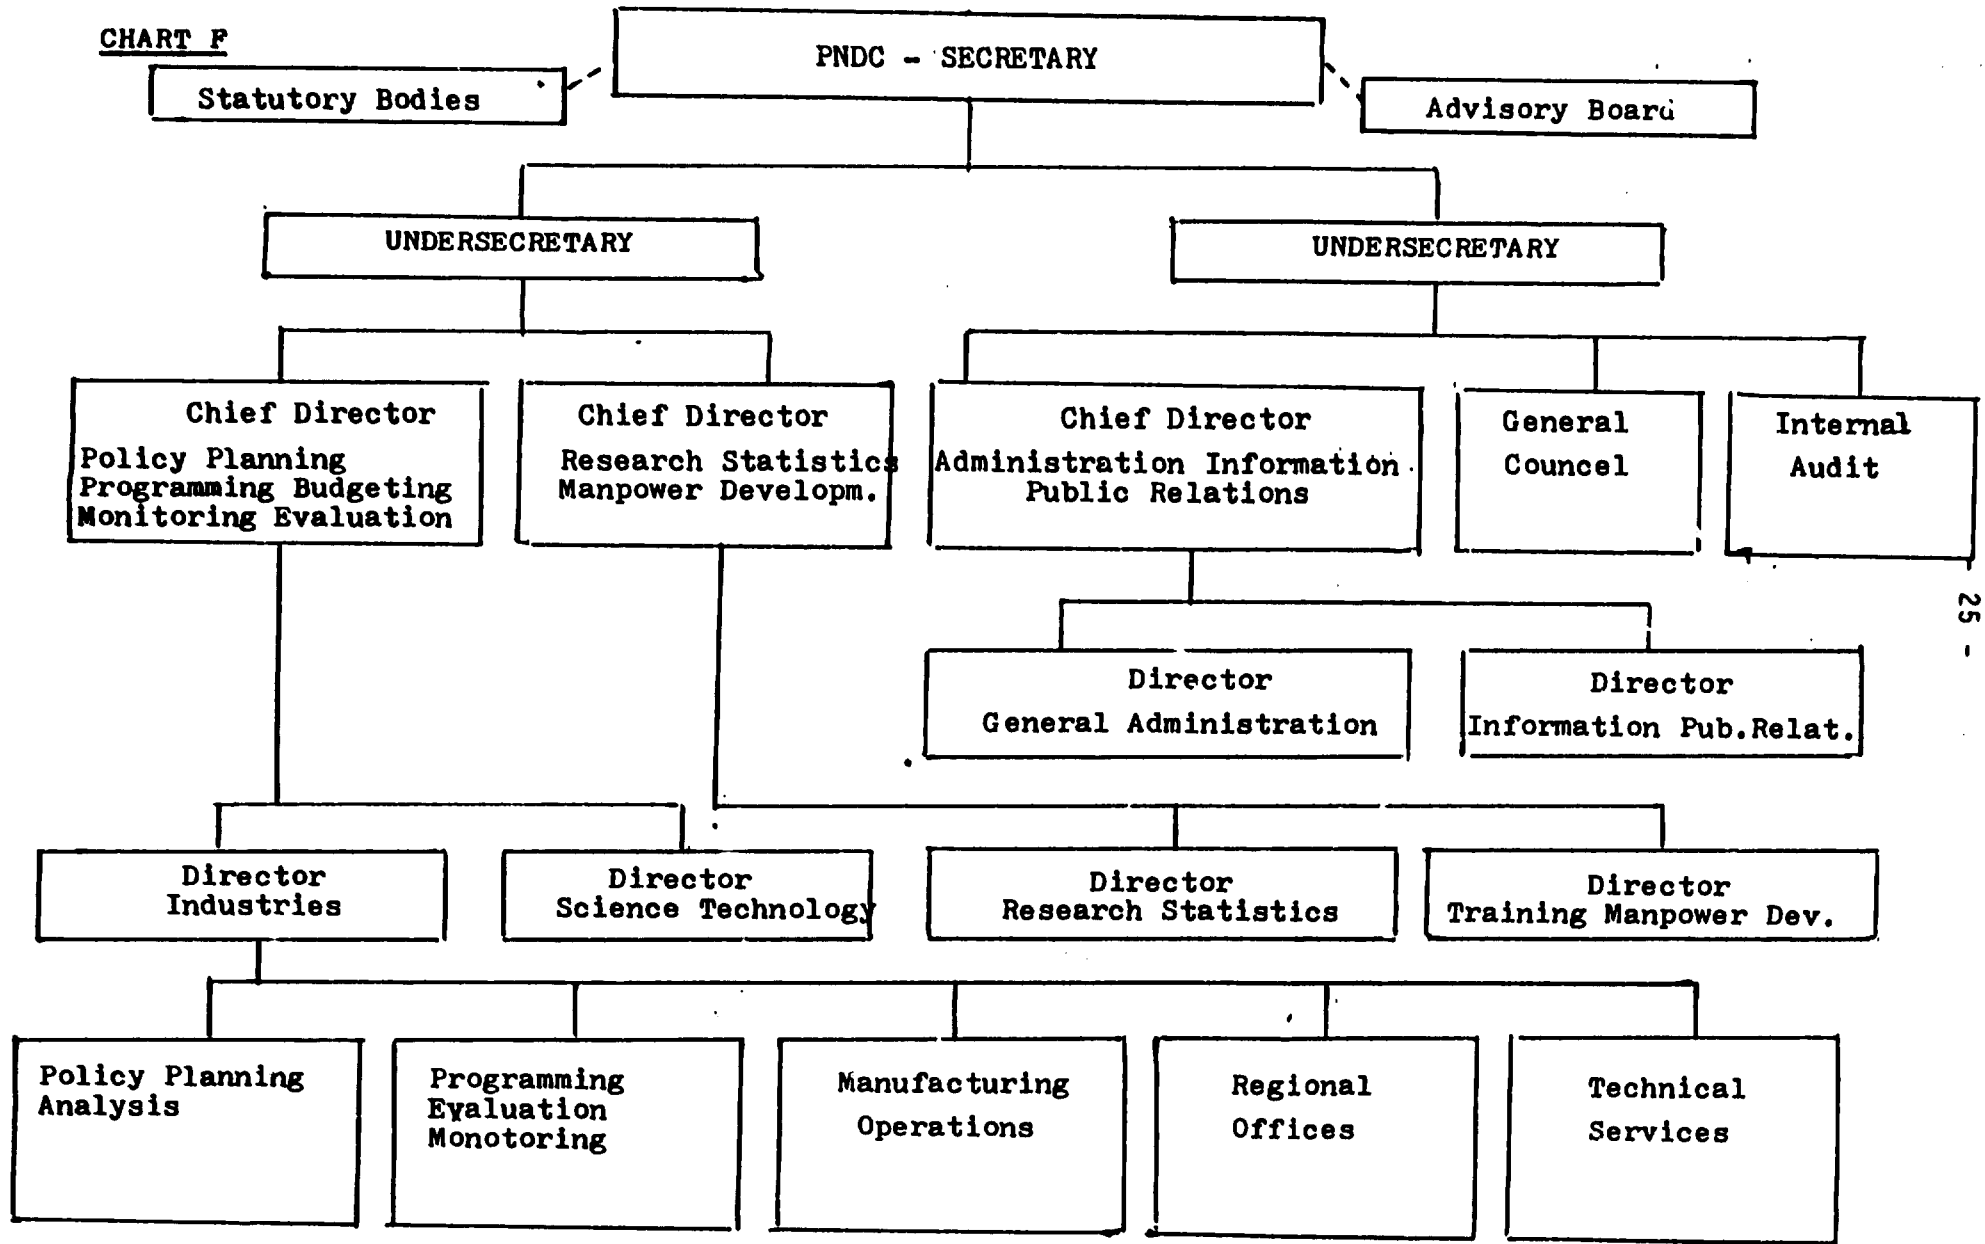 CHART F
PNDC - SECRETARY
Statutory Bodies
Advisory Board
UNDERSECRETARY
UNDERSECRETARY
Chief Director
Policy Planning
Programming Budgeting
Monitoring Evaluation
Chief Director
Research Statistics
Manpower Developm.
Chief Director
Administration Information
Public Relations
General
Councel
Internal
Audit
Director
General Administration
Director
Information Pub.Relat.
Director
Industries
Director
Science Technology
Director
Research Statistics
Director
Training Manpower Dev.
Policy Planning
Analysis
Programming
Evaluation
Monotoring
Manufacturing
Operations
Regional
Offices
Technical
Services
25 -